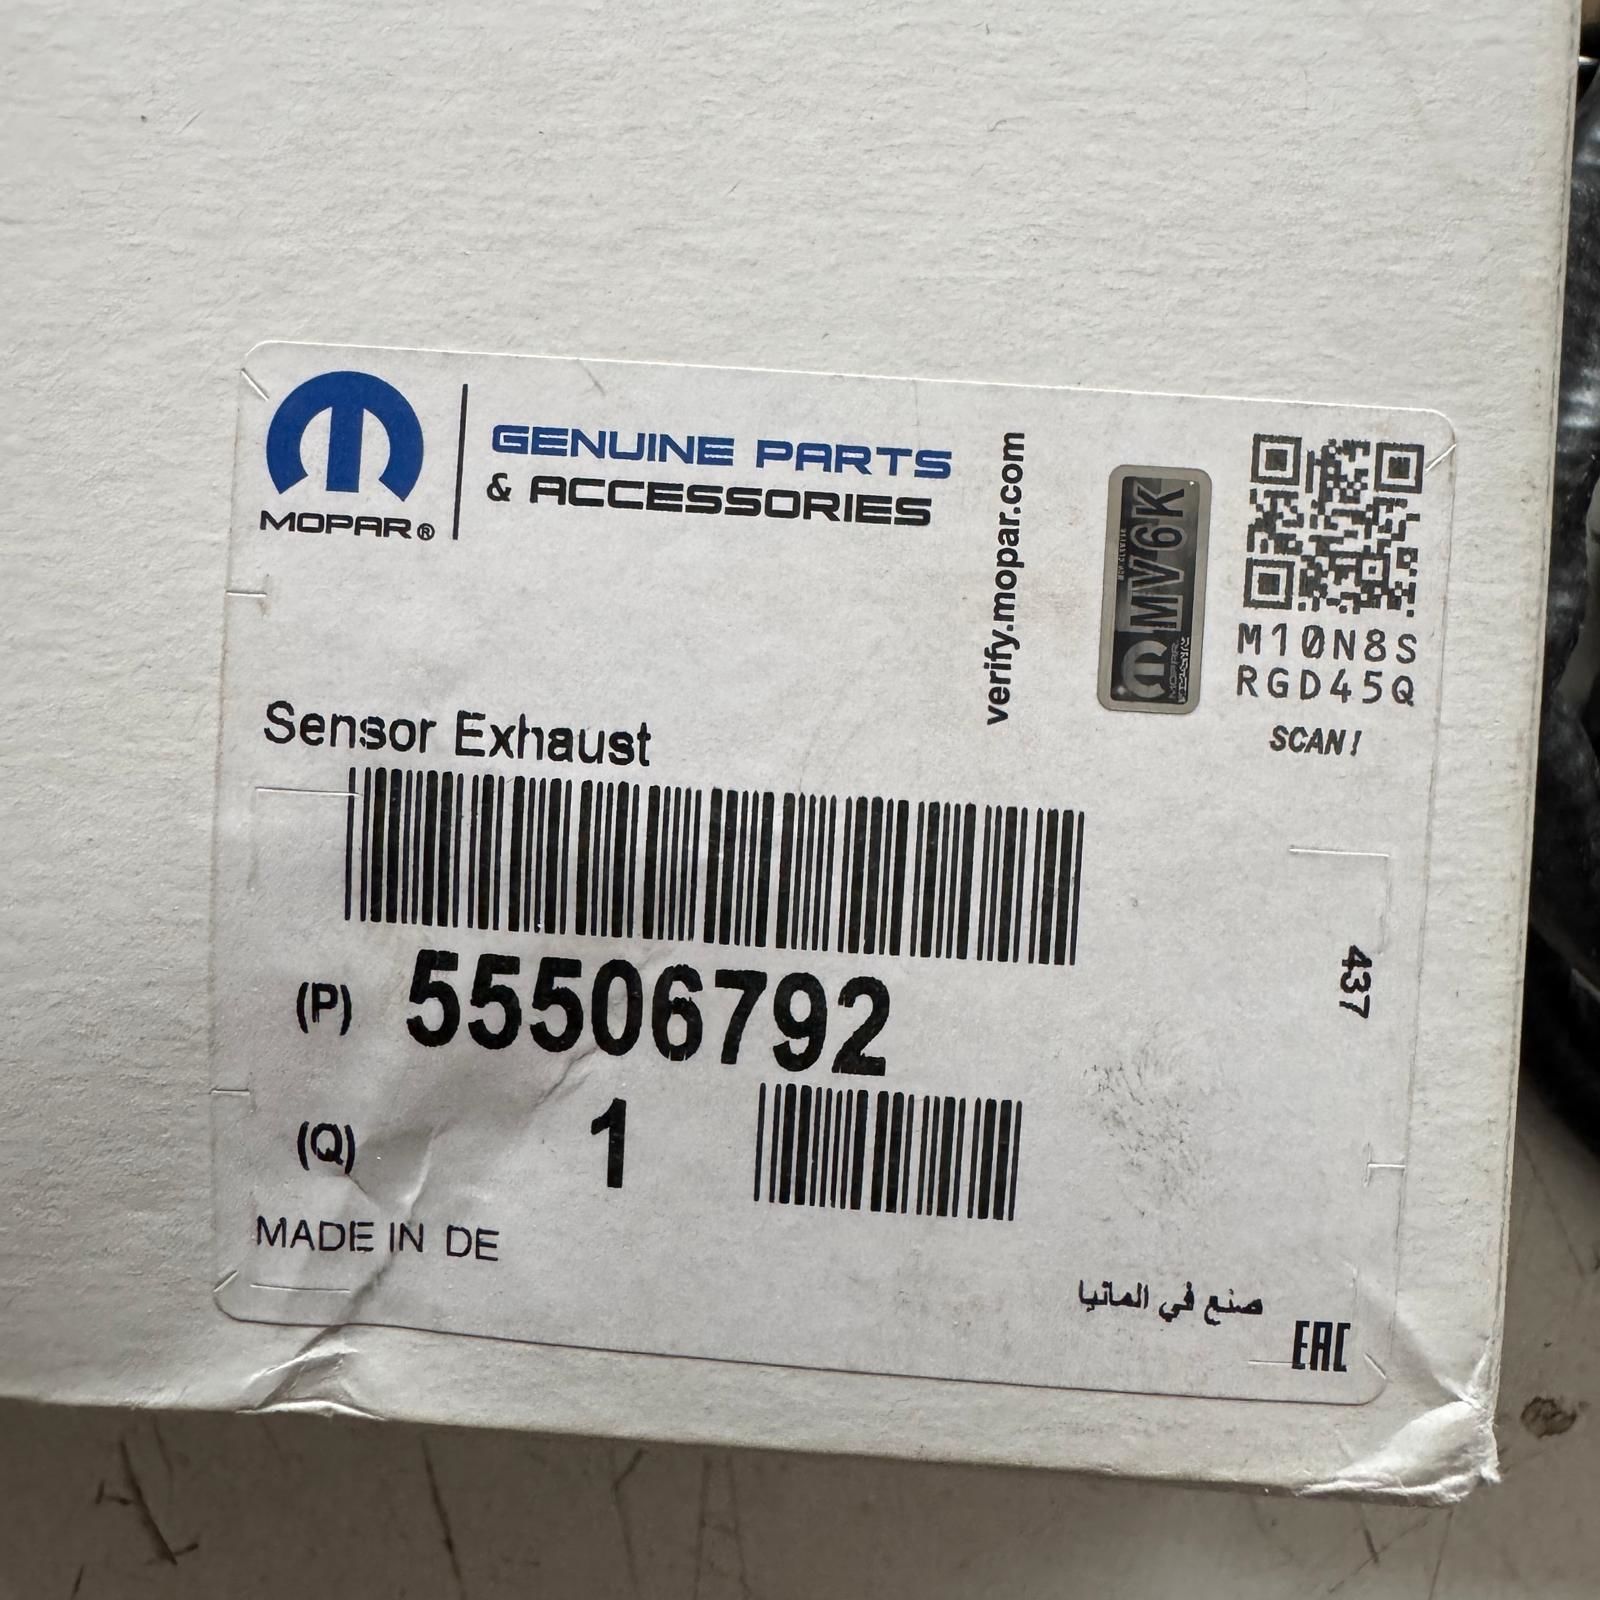 MOPAR®
GENUINE PARTS
& ACCESSORIES
verify.mopar.com
MV6K
MOPAR
M10N8S
RGD45Q
SCAN!
Sensor Exhaust
(P) 55506792
437
(Q) 1
MADE IN DE
صنع في المانيا
EAC